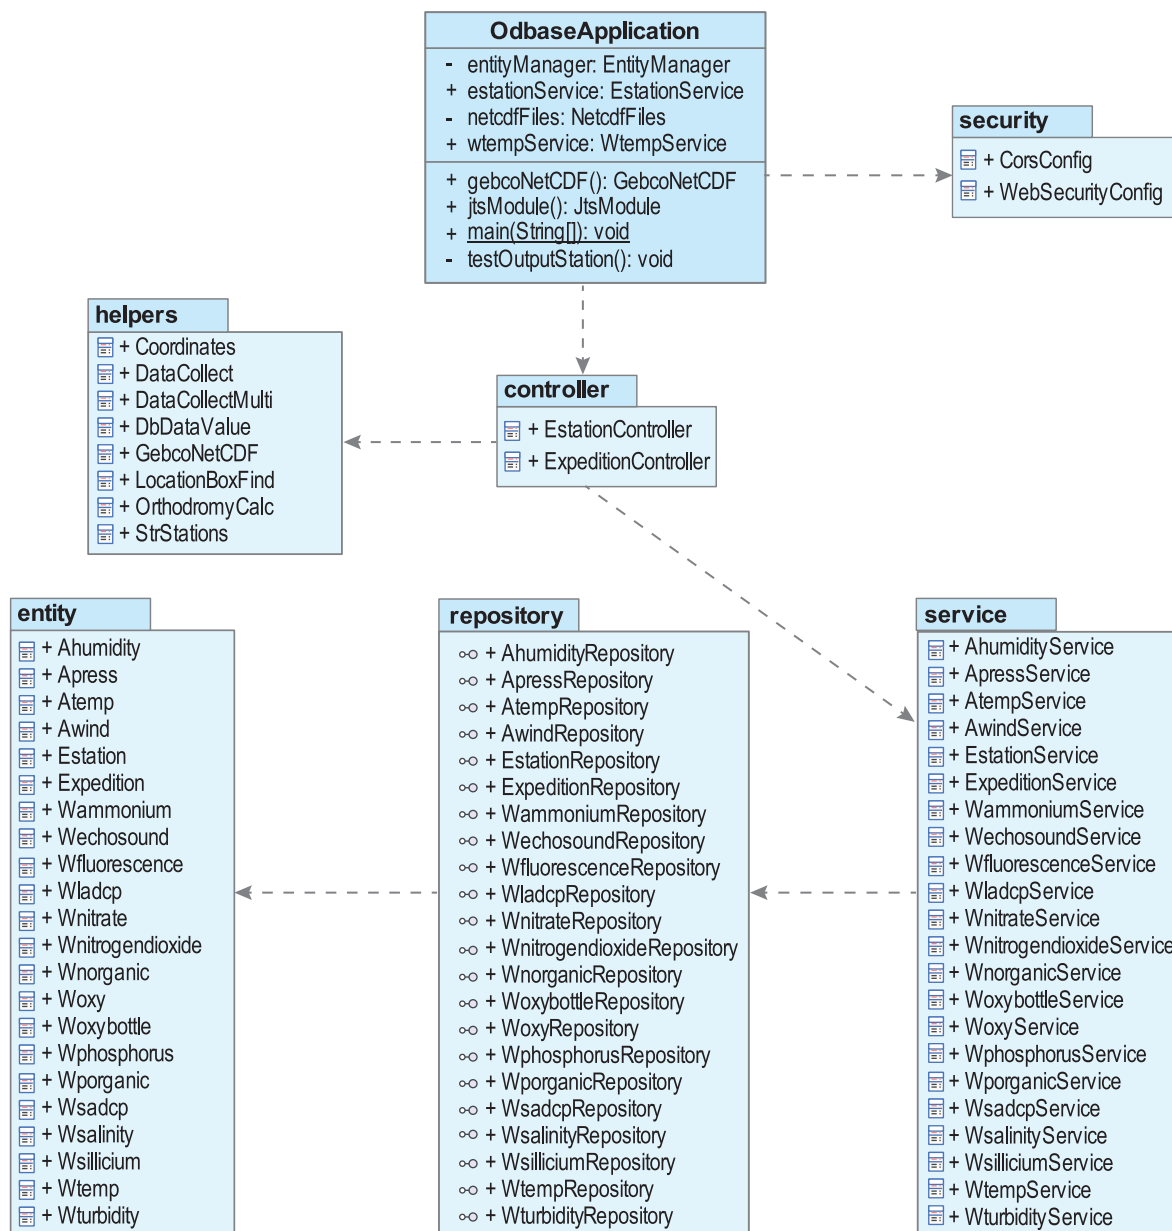 OdbaseApplication
- entityManager: EntityManager
+ estationService: EstationService
- netcdfFiles: NetcdfFiles
+ wtempService: WtempService
+ gebcoNetCDF(): GebcoNetCDF
+ jtsModule(): JtsModule
+ main(String[]): void
- testOutputStation(): void
security
+ CorsConfig
+ WebSecurityConfig
helpers
+ Coordinates
+ DataCollect
+ DataCollectMulti
+ DbDataValue
+ GebcoNetCDF
+ LocationBoxFind
+ OrthodromyCalc
+ StrStations
controller
+ EstationController
+ ExpeditionController
entity
+ Ahumidity
+ Apress
+ Atemp
+ Awind
+ Estation
+ Expedition
+ Wammonium
+ Wechosound
+ Wfluorescence
+ Wladcp
+ Wnitrate
+ Wnitrogendioxide
+ Wnorganic
+ Woxy
+ Woxybottle
+ Wphosphorus
+ Wporganic
+ Wsadcp
+ Wsalinity
+ Wsillicium
+ Wtemp
+ Wturbidity
repository
+ AhumidityRepository
+ ApressRepository
+ AtempRepository
+ AwindRepository
+ EstationRepository
+ ExpeditionRepository
+ WammoniumRepository
+ WechosoundRepository
+ WfluorescenceRepository
+ WladcpRepository
+ WnitrateRepository
+ WnitrogendioxideRepository
+ WnorganicRepository
+ WoxybottleRepository
+ WoxyRepository
+ WphosphorusRepository
+ WporganicRepository
+ WsadcpRepository
+ WsalinityRepository
+ WsilliciumRepository
+ WtempRepository
+ WturbidityRepository
service
+ AhumidityService
+ ApressService
+ AtempService
+ AwindService
+ EstationService
+ ExpeditionService
+ WammoniumService
+ WechosoundService
+ WfluorescenceService
+ WladcpService
+ WnitrateService
+ WnitrogendioxideService
+ WnorganicService
+ WoxybottleService
+ WoxyService
+ WphosphorusService
+ WporganicService
+ WsadcpService
+ WsalinityService
+ WsilliciumService
+ WtempService
+ WturbidityService